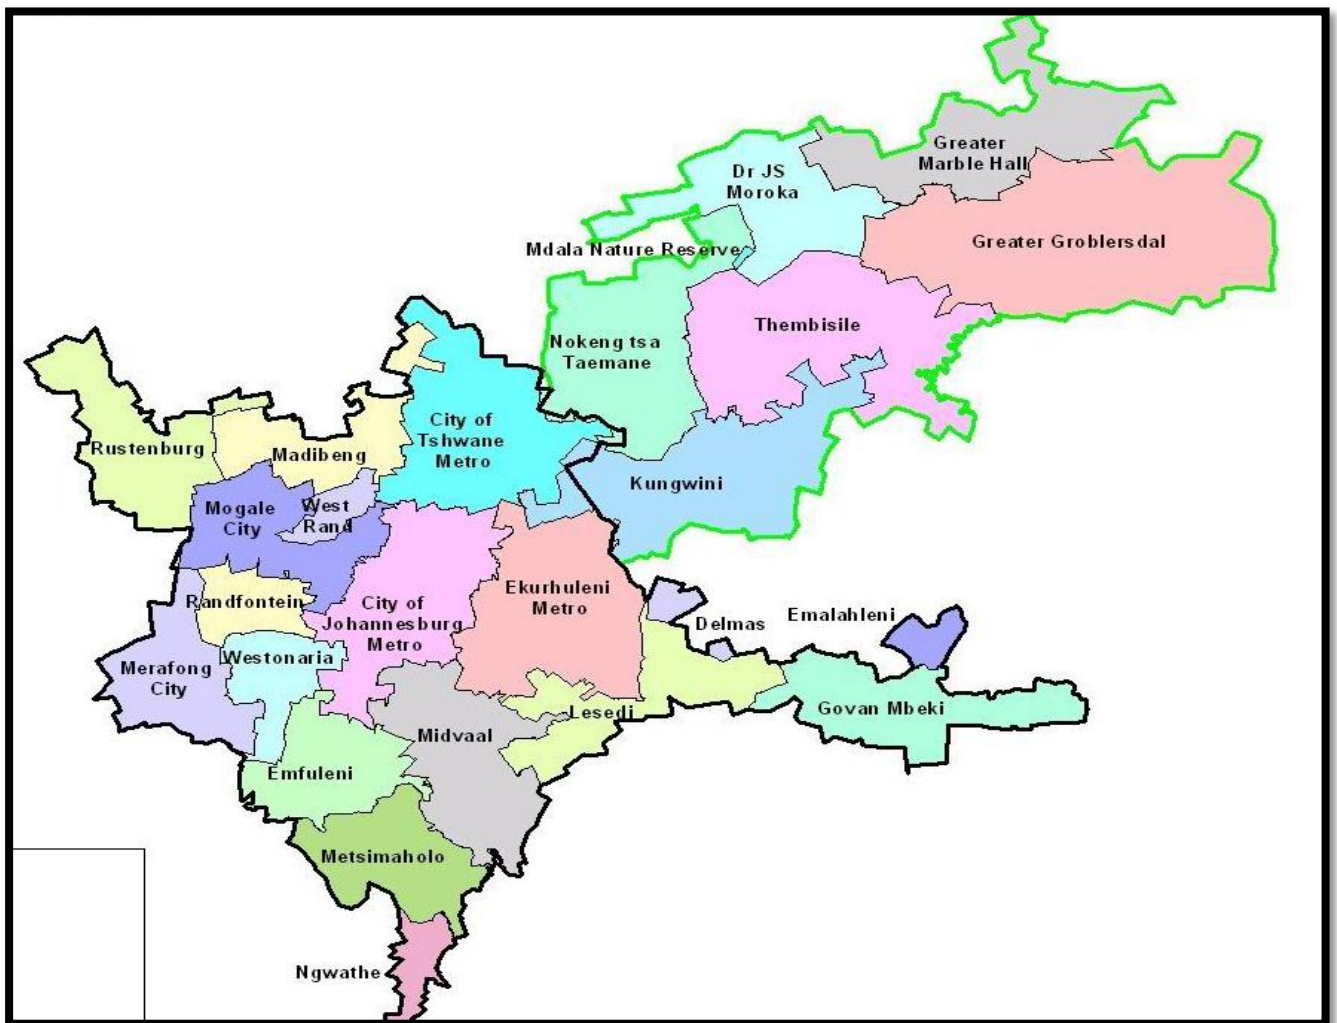 Greater
Marble Hall
Dr JS
Moroka
Greater Groblersdal
Mdala Nature Reserve
Thembisile
Nokeng tsa
Taemane
City of
Tshwane
Metro
Rustenburg
Madibeng
Kungwini
Mogale
City
West
Rand
Ekurhuleni
Metro
Randfontein
City of
Johannesburg
Metro
Delmas
Emalahleni
Westonaria
Merafong
City
Lesedi
Govan Mbeki
Midvaal
Emfuleni
Metsimaholo
Ngwathe